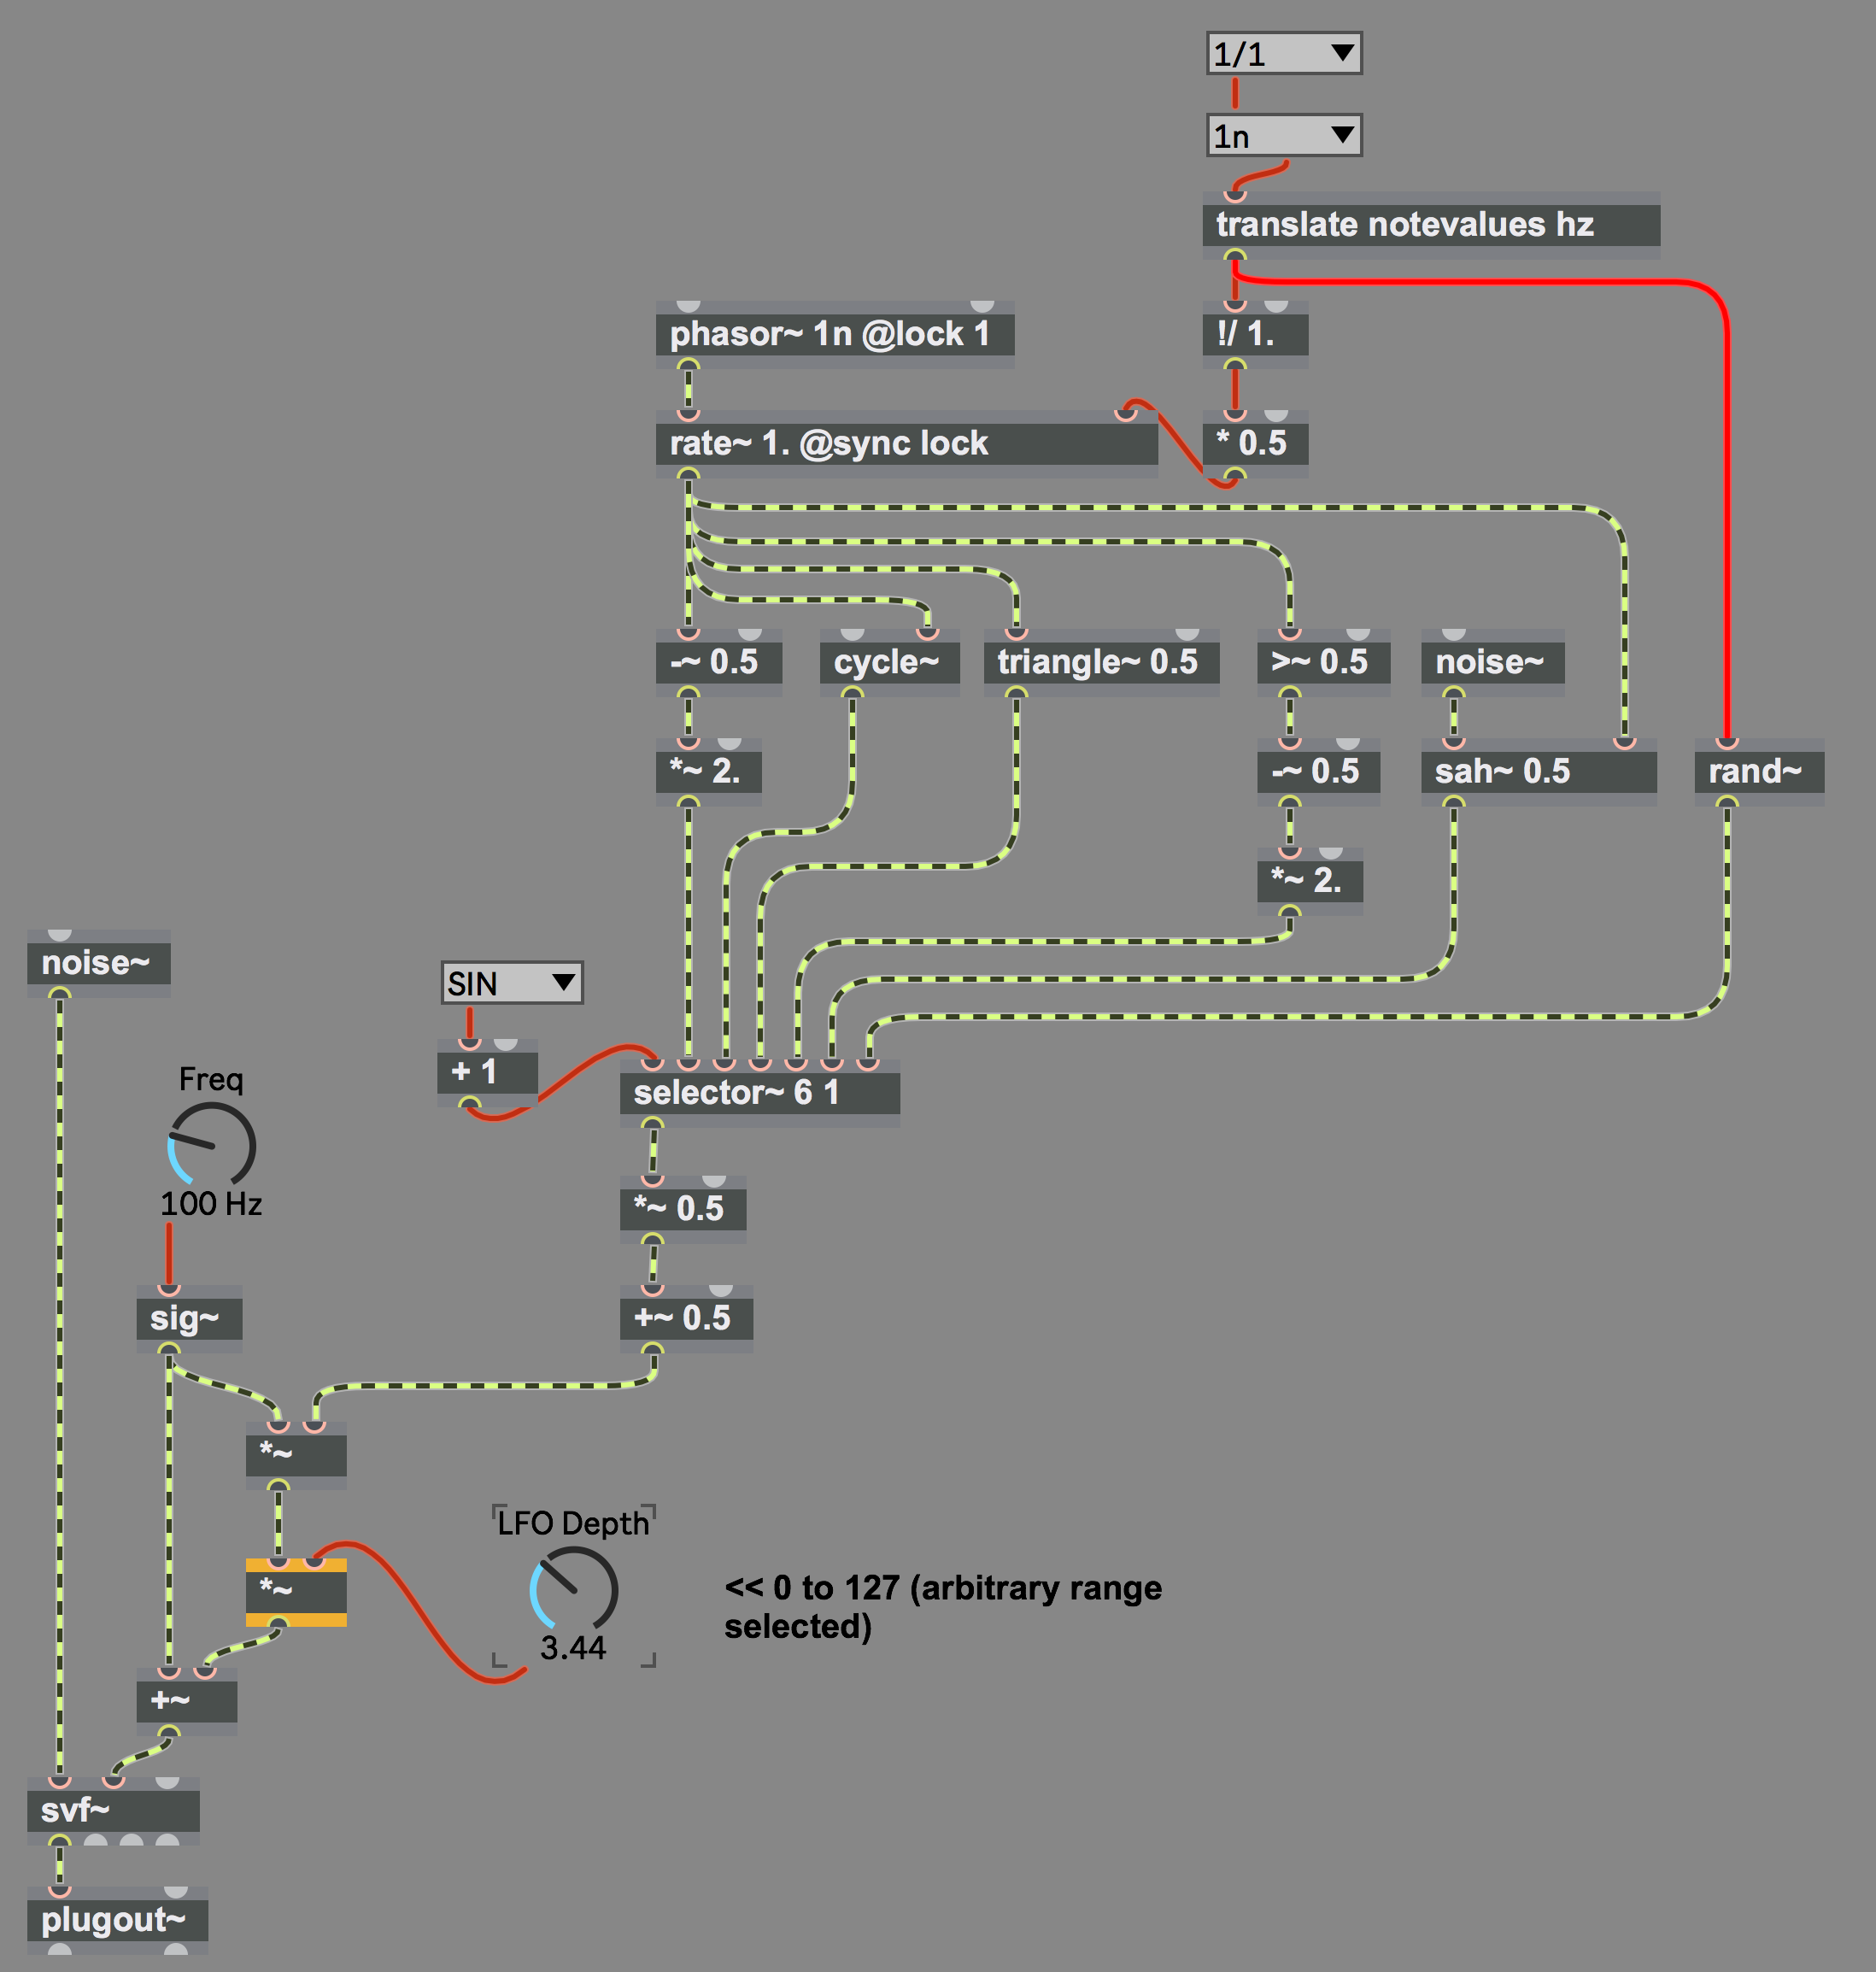 1/1
1n
translate notevalues hz
phasor~ 1n @lock 1
!/ 1.
rate~ 1. @sync lock
* 0.5
-~ 0.5
cycle~
triangle~ 0.5
>~ 0.5
noise~
*~ 2.
-~ 0.5
sah~ 0.5
rand~
*~ 2.
noise~
SIN
+ 1
selector~ 6 1
Freq
100 Hz
*~ 0.5
sig~
+~ 0.5
*~
LFO Depth
*~
<< 0 to 127 (arbitrary range
selected)
3.44
+~
svf~
plugout~